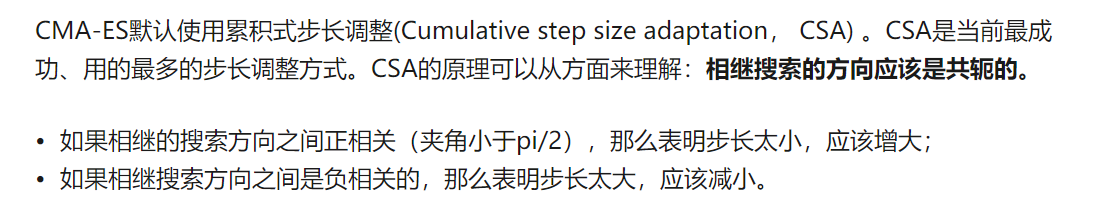 CMA-ES默认使用累积式步长调整(Cumulative step size adaptation， CSA) 。CSA是当前最成
功、用的最多的步长调整方式。CSA的原理可以从方面来理解：相继搜索的方向应该是共轭的。
• 如果相继的搜索方向之间正相关（夹角小于pi/2），那么表明步长太小，应该增大；
• 如果相继搜索方向之间是负相关的，那么表明步长太大，应该减小。